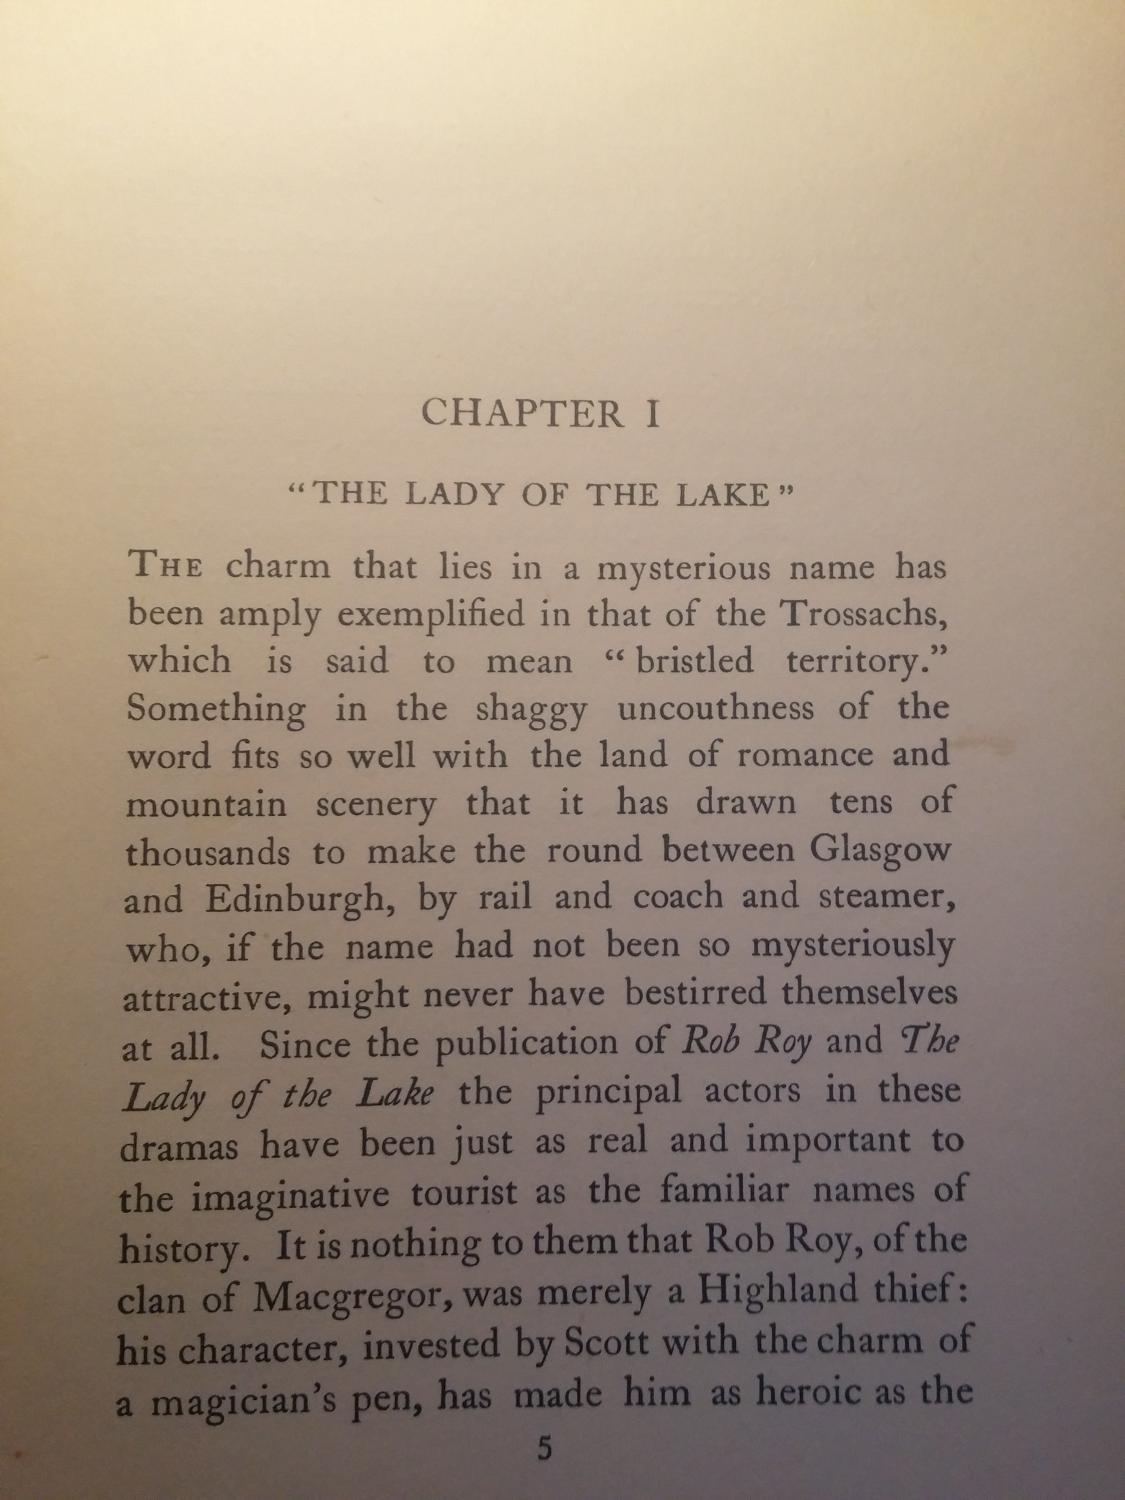 CHAPTER I
“THE LADY OF THE LAKE”
THE charm that lies in a mysterious name has
been amply exemplified in that of the Trossachs,
which is said to mean “bristled territory.”
Something in the shaggy uncouthness of the
word fits so well with the land of romance and
mountain scenery that it has drawn tens of
thousands to make the round between Glasgow
and Edinburgh, by rail and coach and steamer,
who, if the name had not been so mysteriously
attractive, might never have bestirred themselves
at all. Since the publication of Rob Roy and The
Lady of the Lake the principal actors in these
dramas have been just as real and important to
the imaginative tourist as the familiar names of
history. It is nothing to them that Rob Roy, of the
clan of Macgregor, was merely a Highland thief:
his character, invested by Scott with the charm of
a magician’s pen, has made him as heroic as the
5